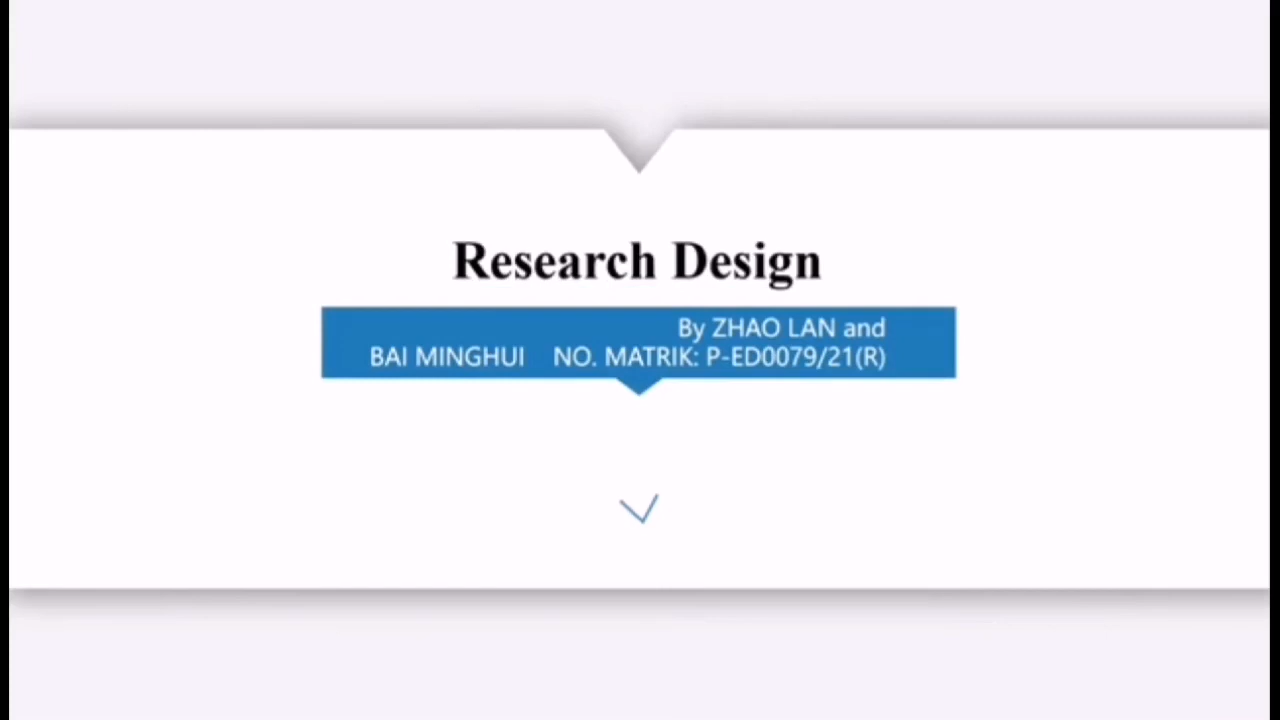 Research Design
By ZHAO LAN and
BAI MINGHUI NO. MATRIK: P-ED0079/21(R)